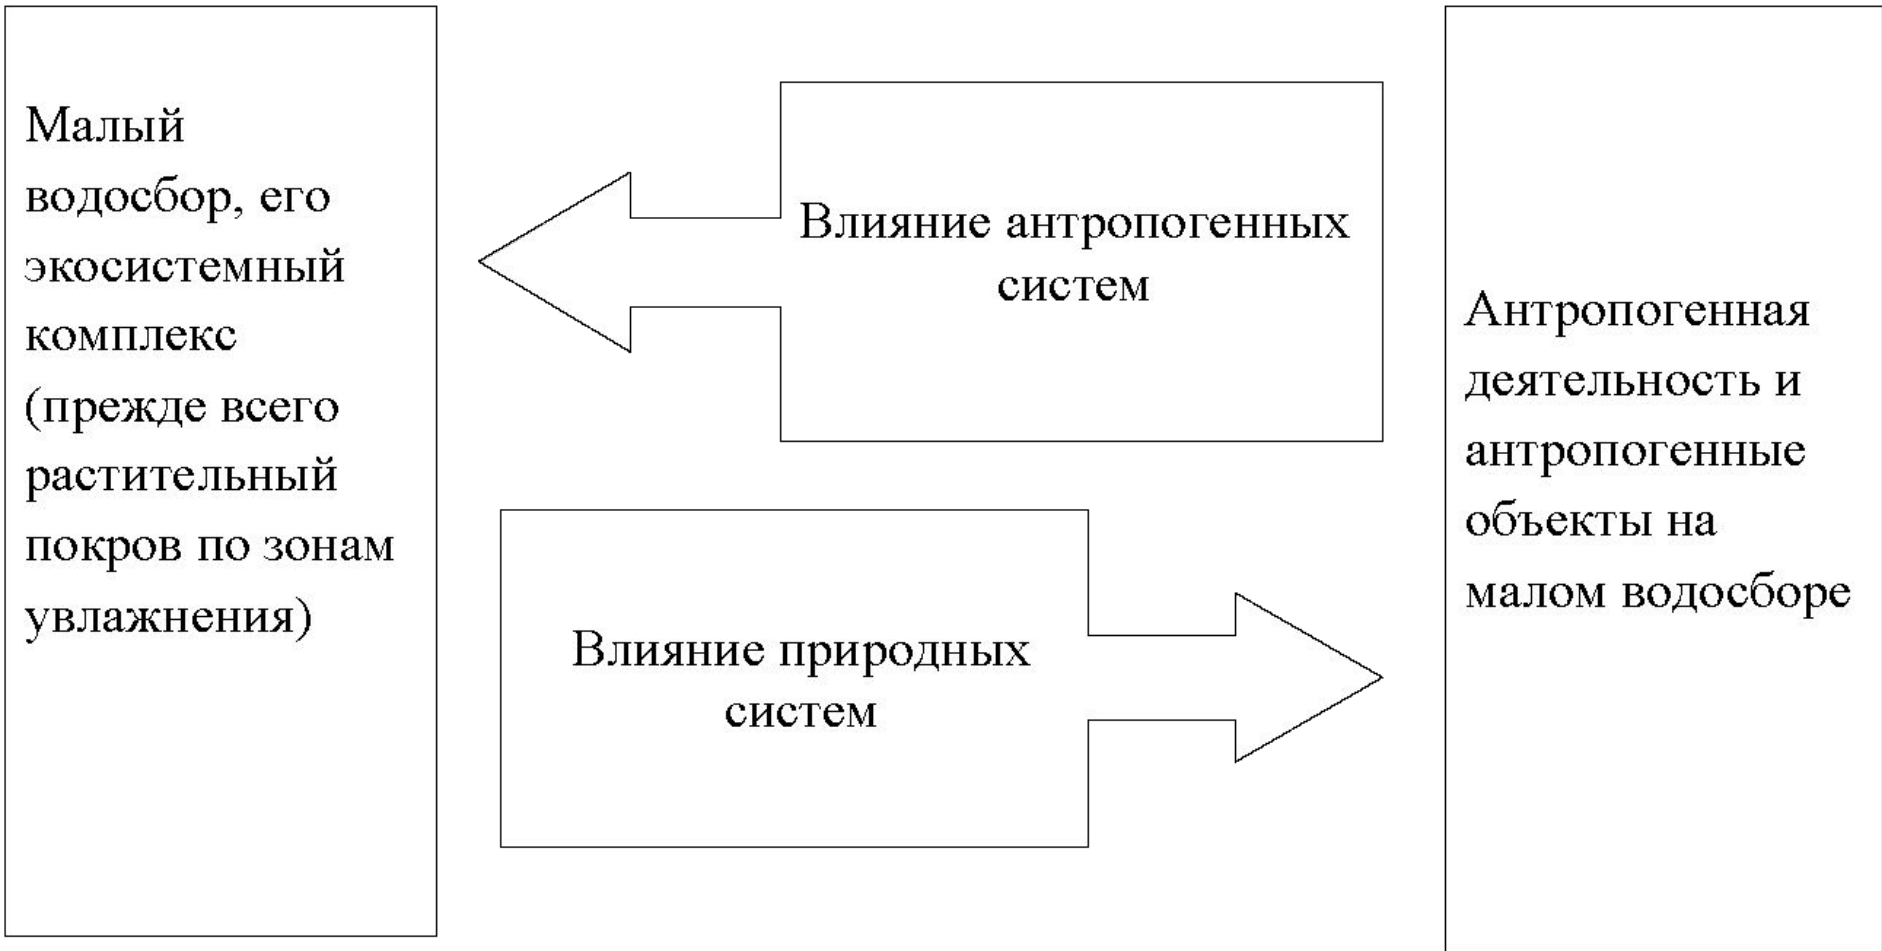 Малый
водосбор, его
экосистемный
комплекс
(прежде всего
растительный
покров по зонам
увлажнения)
Влияние антропогенных
систем
Влияние природных
систем
Антропогенная
деятельность и
антропогенные
объекты на
малом водосборе